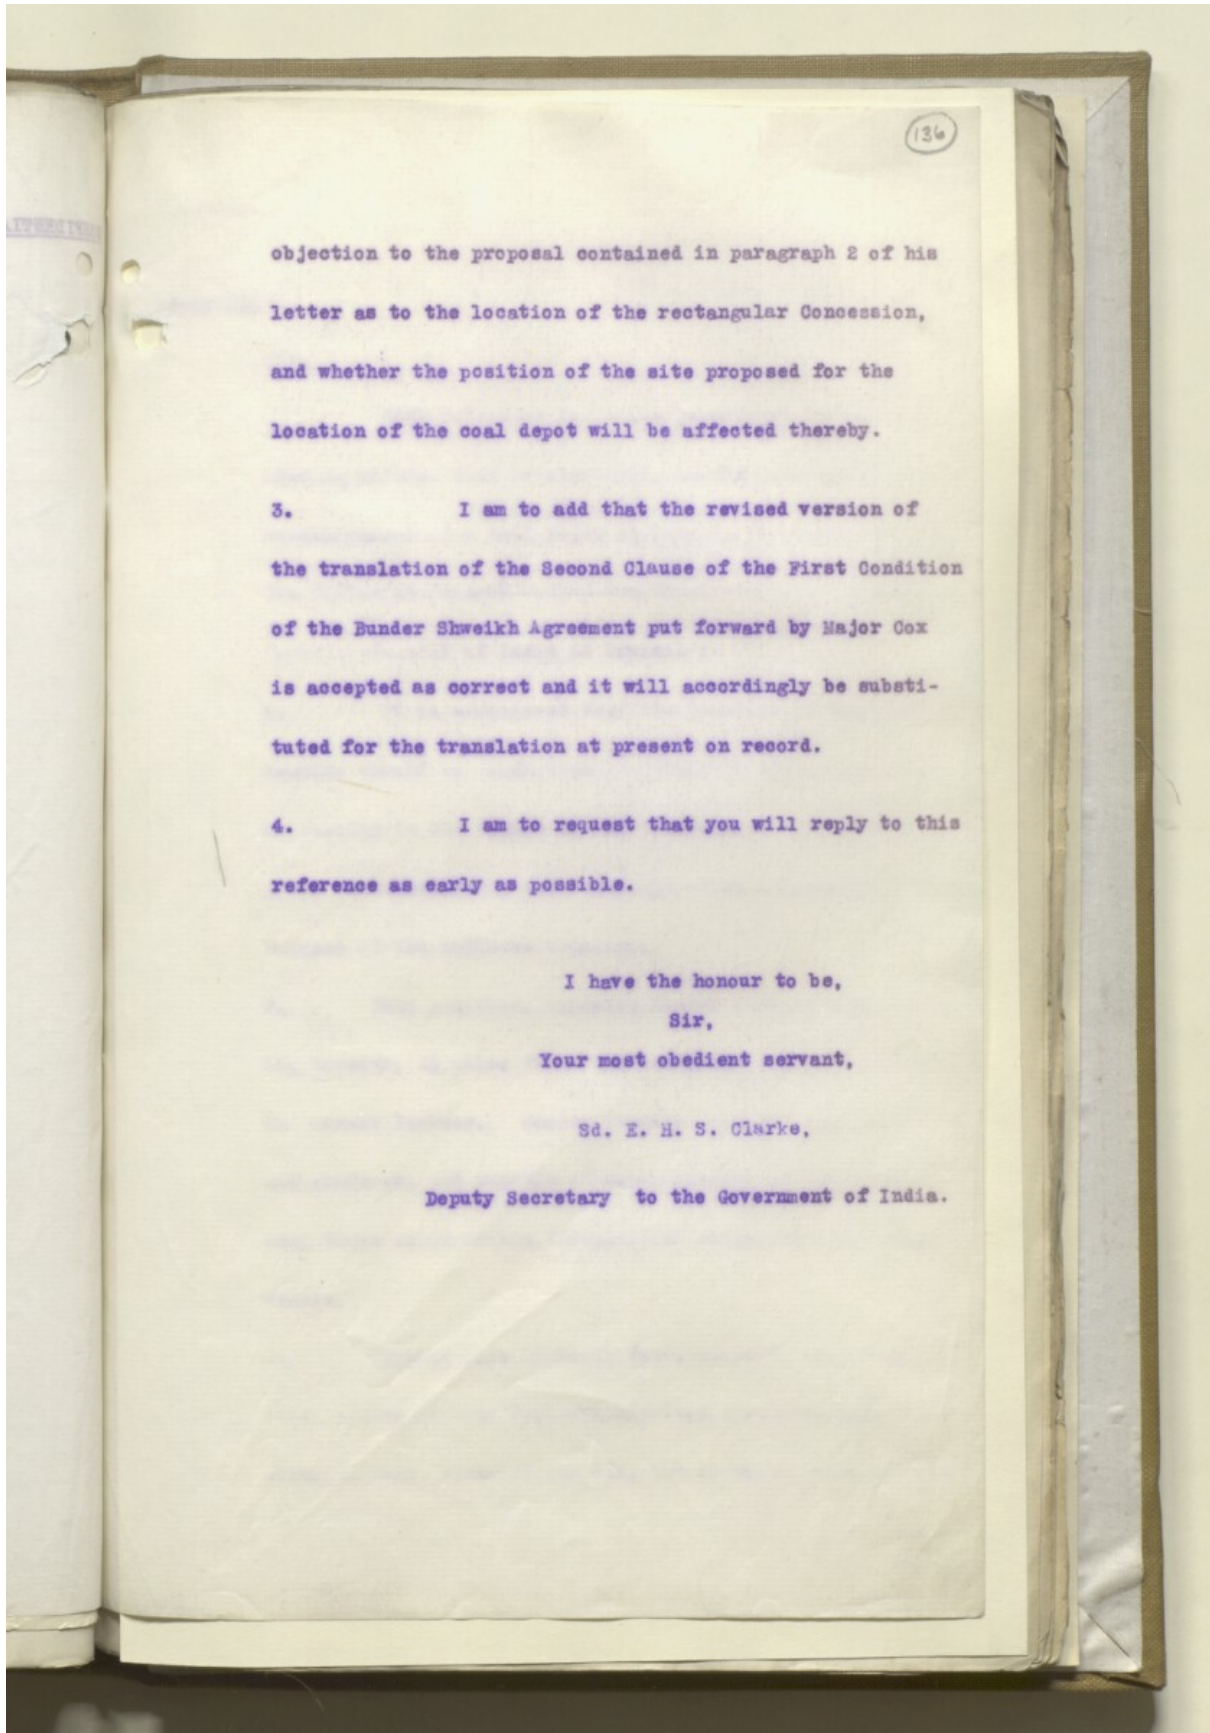 136
objection to the proposal contained in paragraph 2 of his
letter as to the location of the rectangular Concession,
and whether the position of the site proposed for the
location of the coal depot will be affected thereby.
3. I am to add that the revised version of
the translation of the Second Clause of the First Condition
of the Bunder Shweikh Agreement put forward by Major Cox
is accepted as correct and it will accordingly be substi-
tuted for the translation at present on record.
4. I am to request that you will reply to this
reference as early as possible.
I have the honour to be,
Sir,
Your most obedient servant,
Sd. E. H. S. Clarke,
Deputy Secretary to the Government of India.